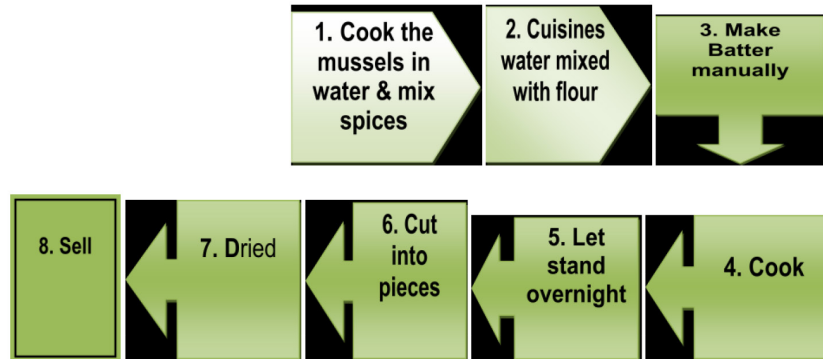 1. Cook the
mussels in
water & mix
spices
2. Cuisines
water mixed
with flour
3. Make
Batter
manually
4. Cook
5. Let
stand
overnight
6. Cut
into
pieces
7. Dried
8. Sell